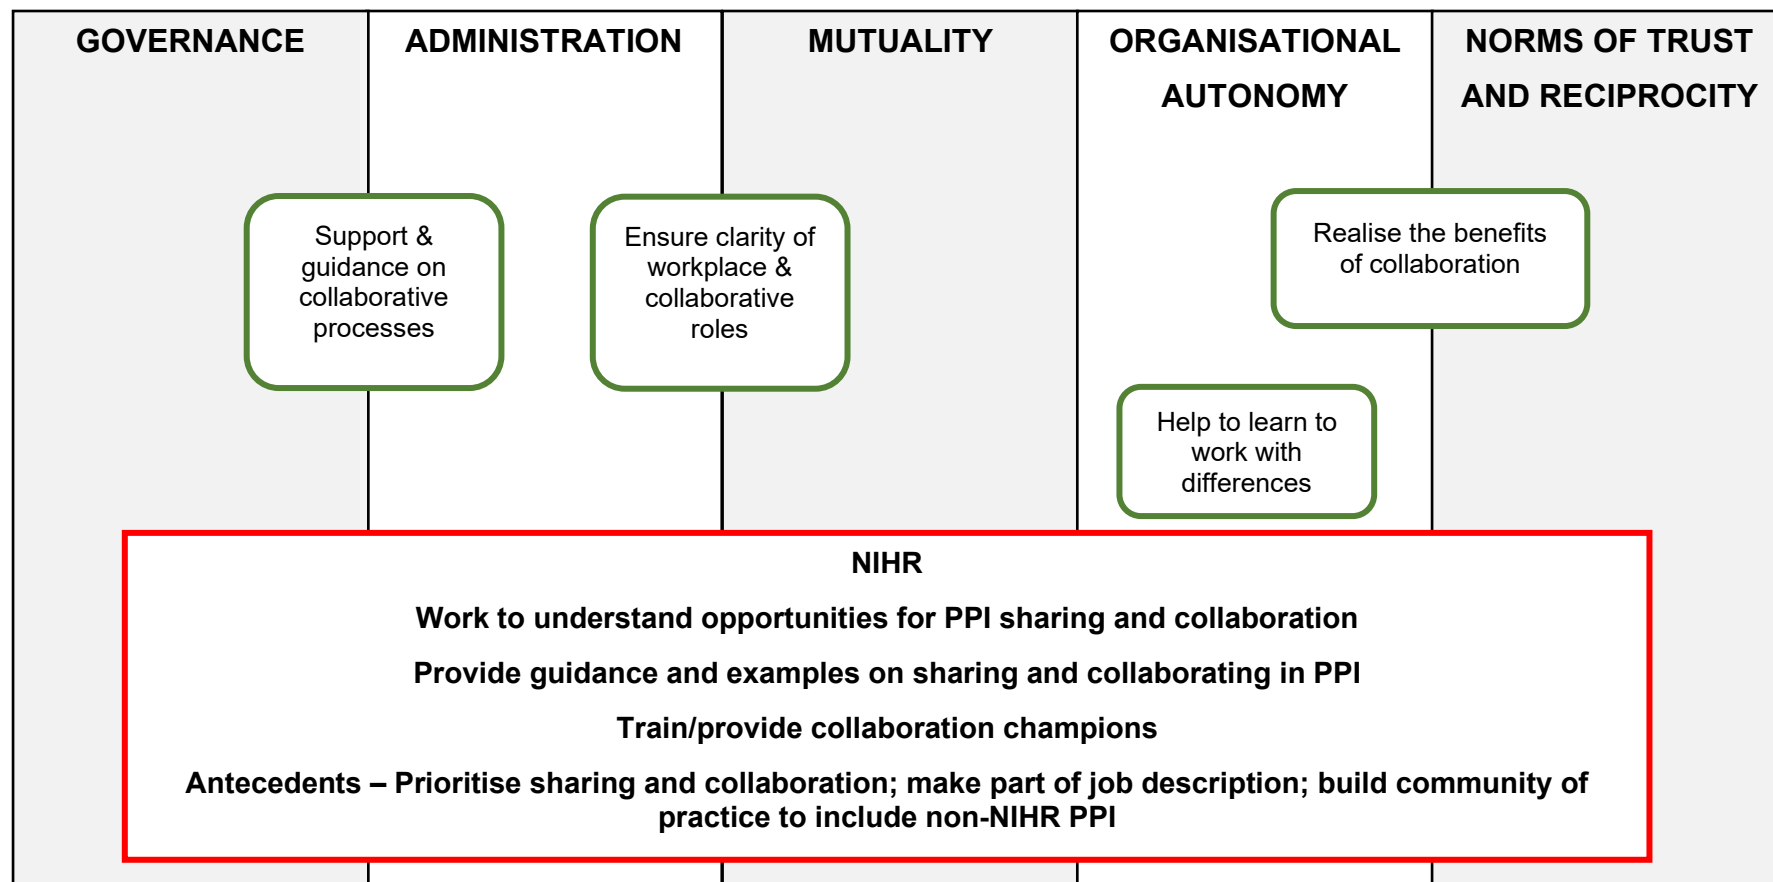 GOVERNANCE
ADMINISTRATION
MUTUALITY
ORGANISATIONAL
AUTONOMY
NORMS OF TRUST
AND RECIPROCITY
Support &
guidance on
collaborative
processes
Ensure clarity of
workplace &
collaborative
roles
Realise the benefits
of collaboration
Help to learn to
work with
differences
NIHR
Work to understand opportunities for PPI sharing and collaboration
Provide guidance and examples on sharing and collaborating in PPI
Train/provide collaboration champions
Antecedents – Prioritise sharing and collaboration; make part of job description; build community of
practice to include non-NIHR PPI